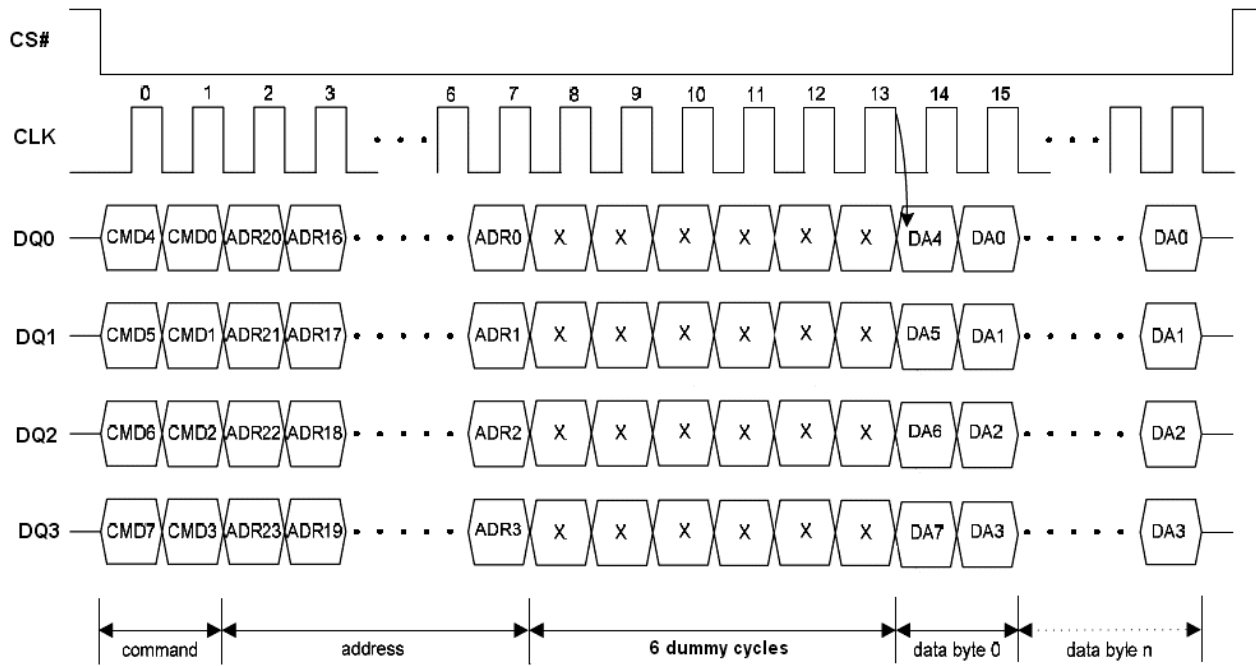 CS#
0 1 2 3 6 7 8 9 10 11 12 13 14 15
CLK
DQ0 CMD4 CMD0 ADR20 ADR16 ADR0 X X X X X X DA4 DA0 DA0
DQ1 CMD5 CMD1 ADR21 ADR17 ADR1 X X X X X X DA5 DA1 DA1
DQ2 CMD6 CMD2 ADR22 ADR18 ADR2 X X X X X X DA6 DA2 DA2
DQ3 CMD7 CMD3 ADR23 ADR19 ADR3 X X X X X X DA7 DA3 DA3
command address 6 dummy cycles data byte 0 data byle n